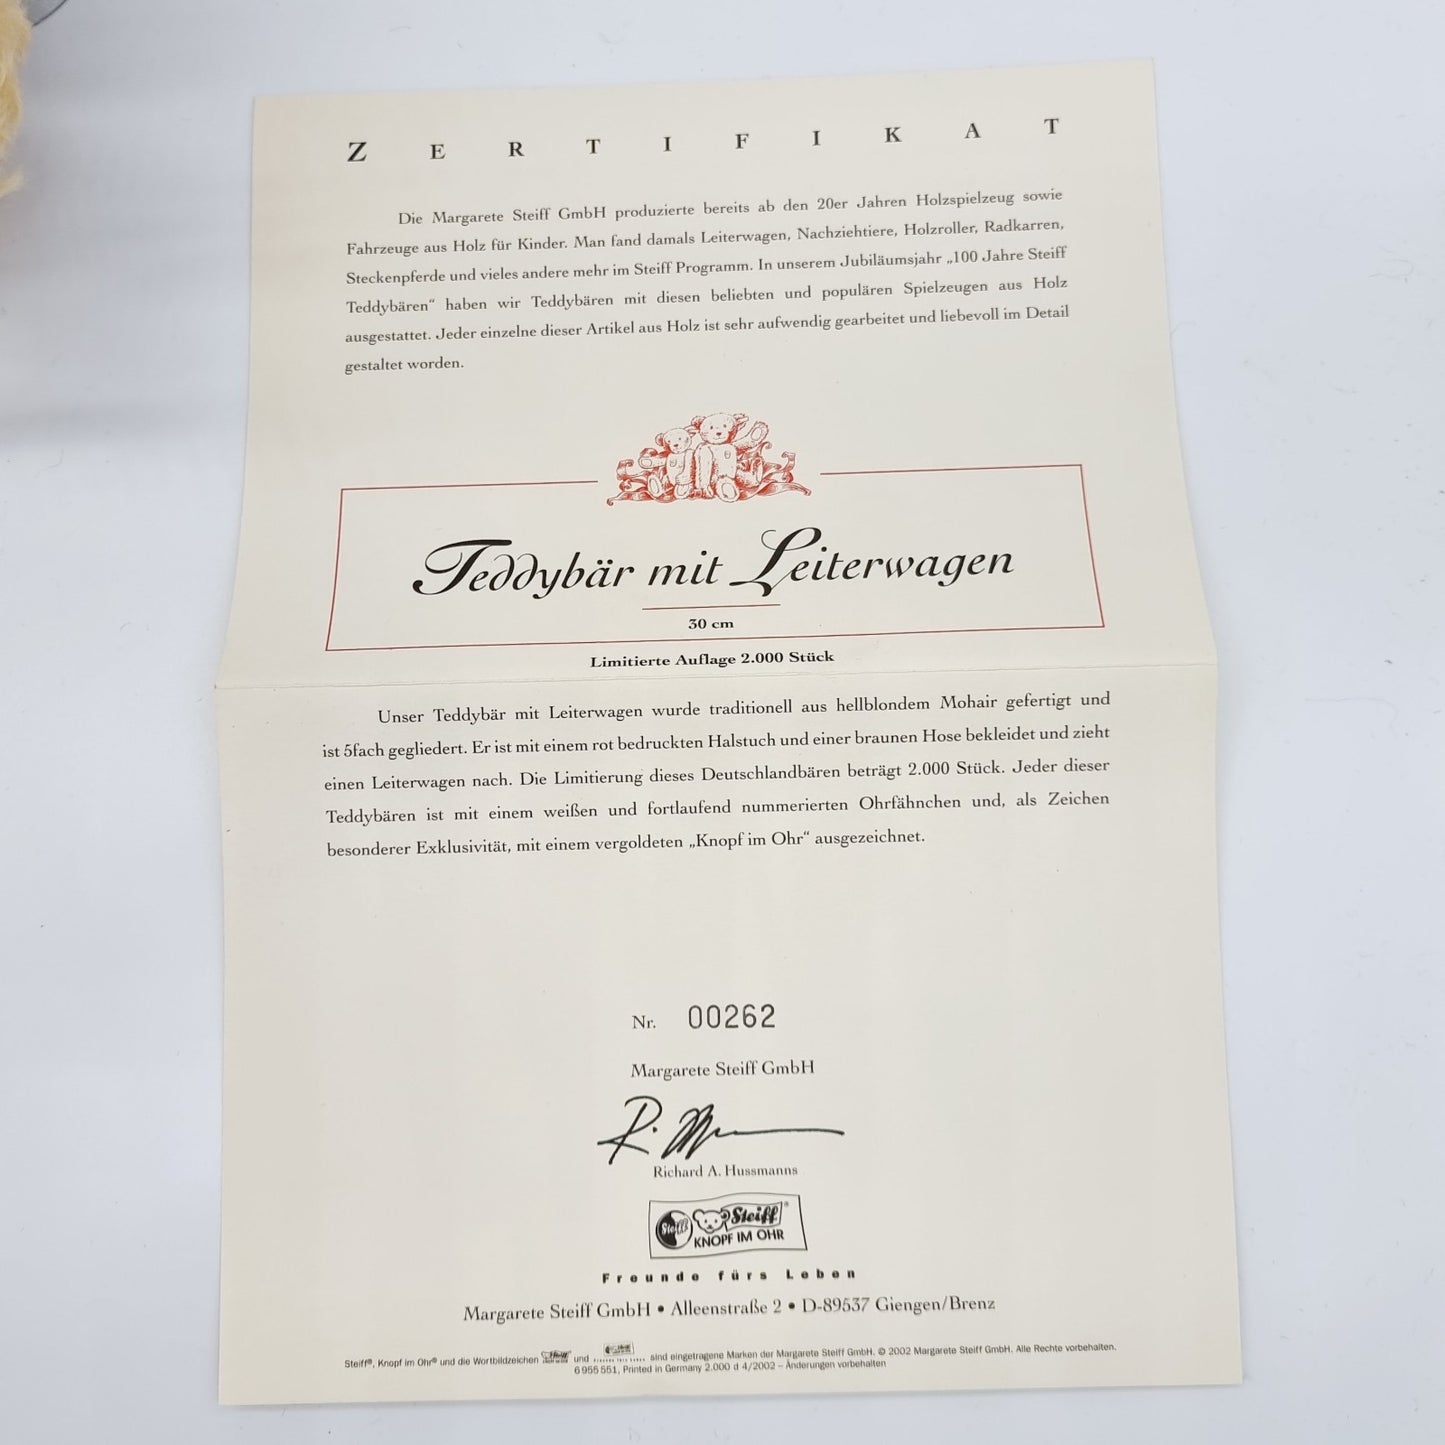 ZERTIFIKAT
Die Margarete Steiff GmbH produzierte bereits ab den 20er Jahren Holzspielzeug sowie
Fahrzeuge aus Holz für Kinder. Man fand damals Leiterwagen, Nachziehtiere, Holzroller, Radkarren,
Steckenpferde und vieles andere mehr im Steiff Programm. In unserem Jubiläumsjahr „100 Jahre Steiff
Teddybären“ haben wir Teddybären mit diesen beliebten und populären Spielzeugen aus Holz
ausgestattet. Jeder einzelne dieser Artikel aus Holz ist sehr aufwendig gearbeitet und liebevoll im Detail
gestaltet worden.
Teddybär mit Leiterwagen
30 cm
Limitierte Auflage 2.000 Stück
Unser Teddybär mit Leiterwagen wurde traditionell aus hellblondem Mohair gefertigt und
ist 5fach gegliedert. Er ist mit einem rot bedruckten Halstuch und einer braunen Hose bekleidet und zieht
einen Leiterwagen nach. Die Limitierung dieses Deutschlandbären beträgt 2.000 Stück. Jeder dieser
Teddybären ist mit einem weißen und fortlaufend nummerierten Ohrfähnchen und, als Zeichen
besonderer Exklusivität, mit einem vergoldeten „Knopf im Ohr“ ausgezeichnet.
Nr. 00262
Margarete Steiff GmbH
Richard A. Hussmanns
Steiff Steiff®
KNOPF IM OHR
Freunde fürs Leben
Margarete Steiff GmbH • Alleenstraße 2 • D-89537 Giengen/Brenz
Steiff®, Knopf im Ohr® und die Wortbildzeichen und sind eingetragene Marken der Margarete Steiff GmbH. © 2002 Margarete Steiff GmbH. Alle Rechte vorbehalten.
6 955 551, Printed in Germany 2.000 d 4/2002 – Änderungen vorbehalten